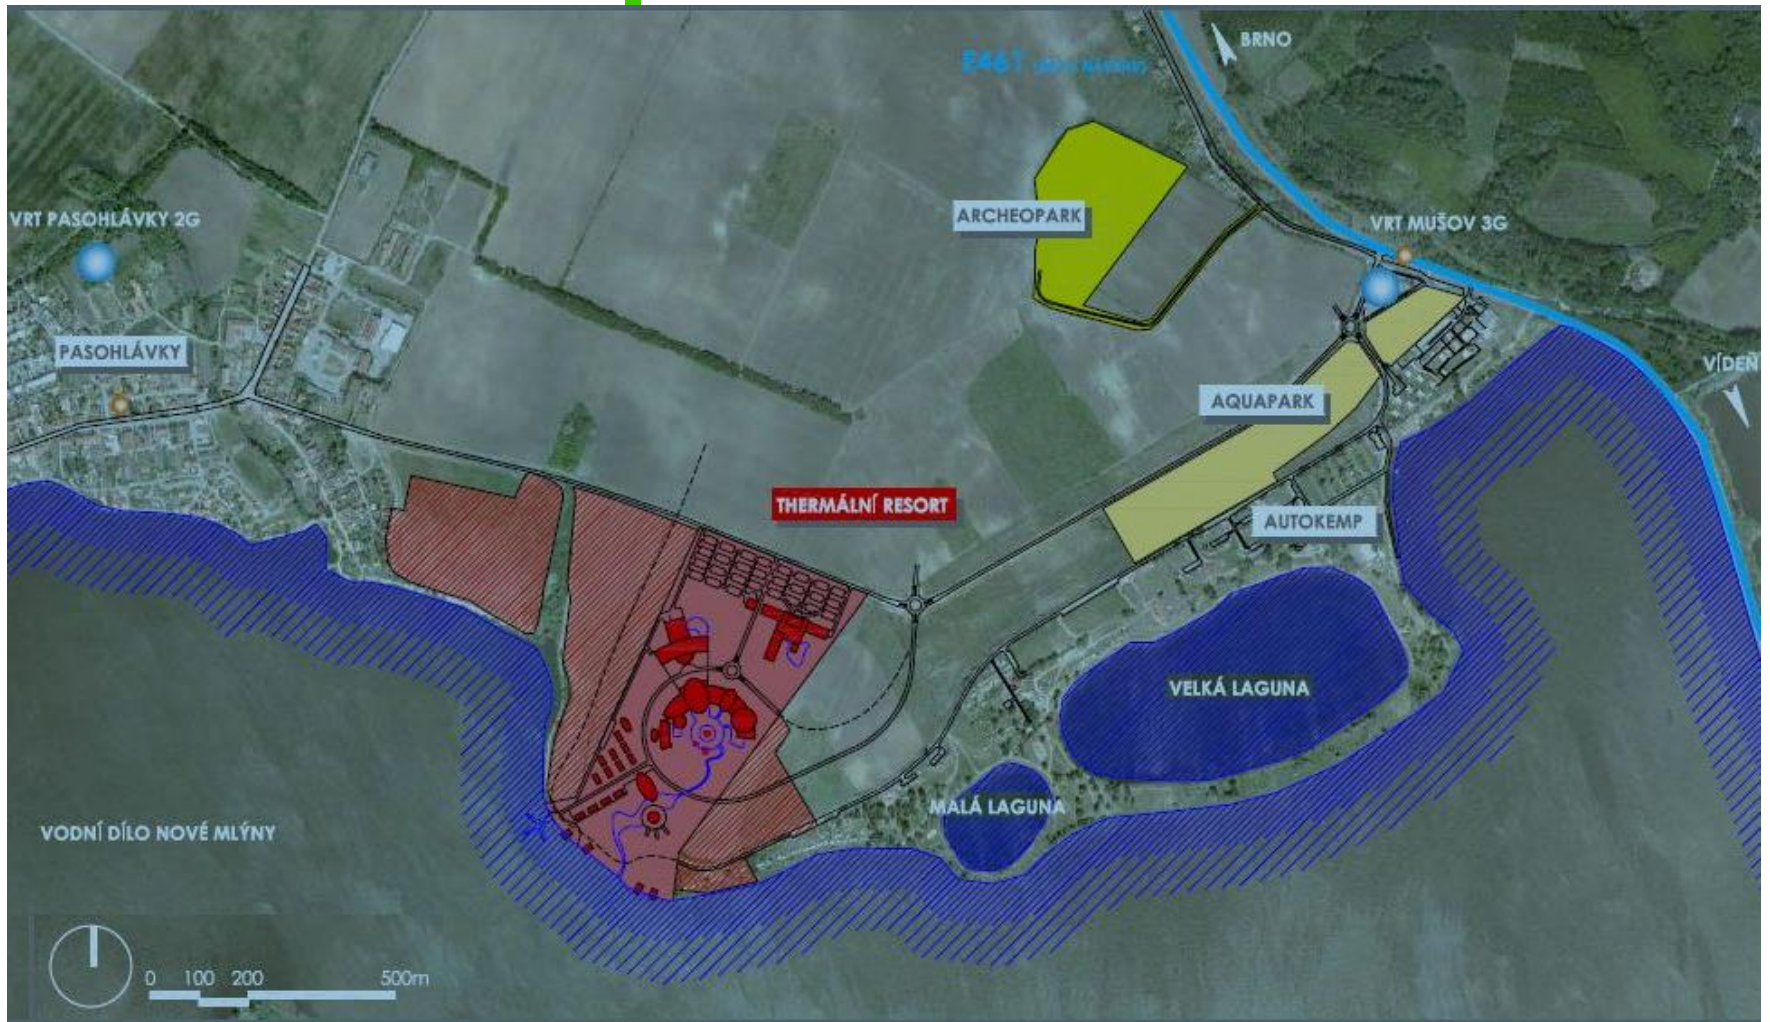 BRNO
E461
VRT PASOHLÁVKY 2G
ARCHEOPARK
VRT MUŠOV 3G
PASOHLÁVKY
VÍDEŇ
AQUAPARK
THERMÁLNÍ RESORT
AUTOKEMP
VELKÁ LAGUNA
MALÁ LAGUNA
VODNÍ DÍLO NOVÉ MLÝNY
0 100 200 500m